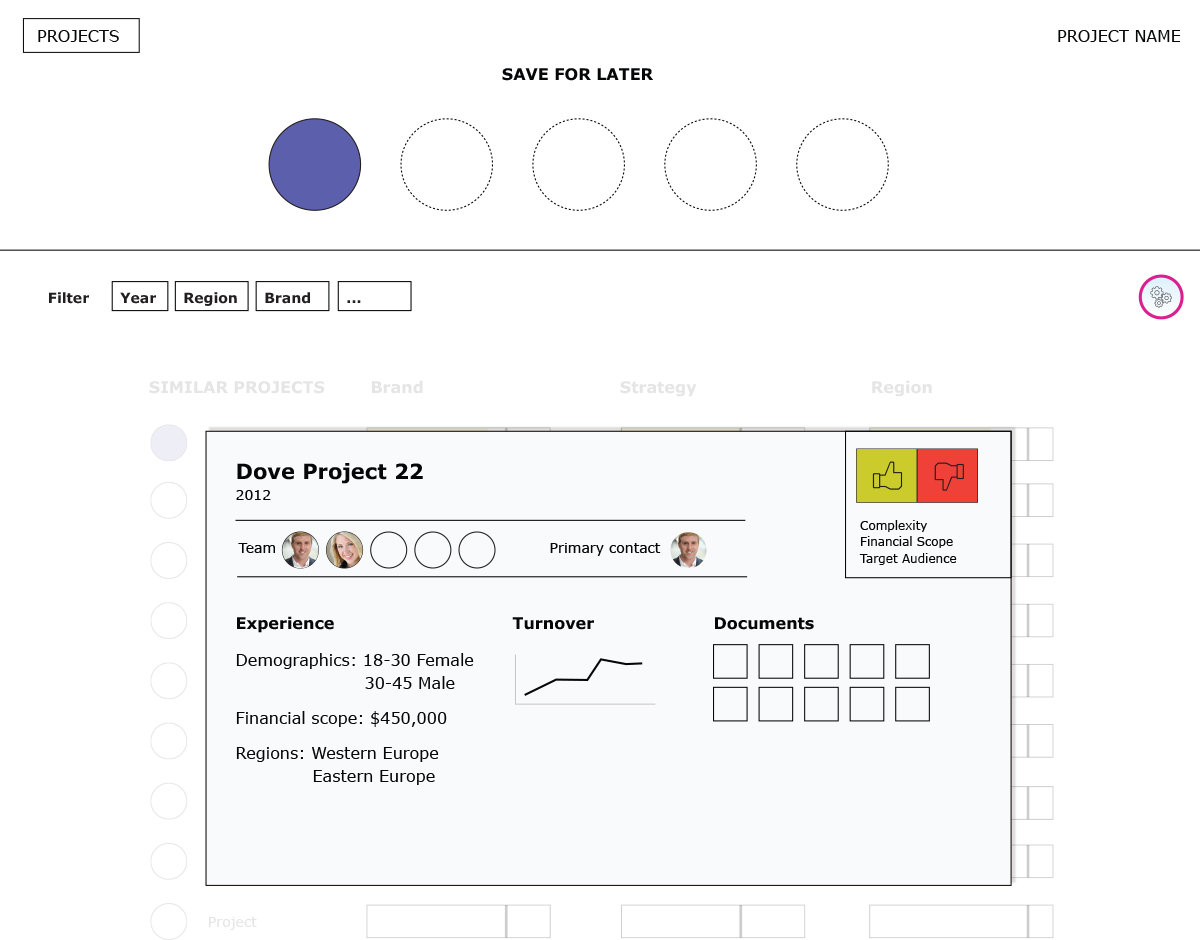 PROJECTS
PROJECT NAME
SAVE FOR LATER
Filter
Year
Region
Brand
...
SIMILAR PROJECTS
Brand
Strategy
Region
Dove Project 22
2012
Team
Primary contact
Complexity
Financial Scope
Target Audience
Experience
Turnover
Documents
Demographics: 18-30 Female
30-45 Male
Financial scope: $450,000
Regions: Western Europe
Eastern Europe
Project